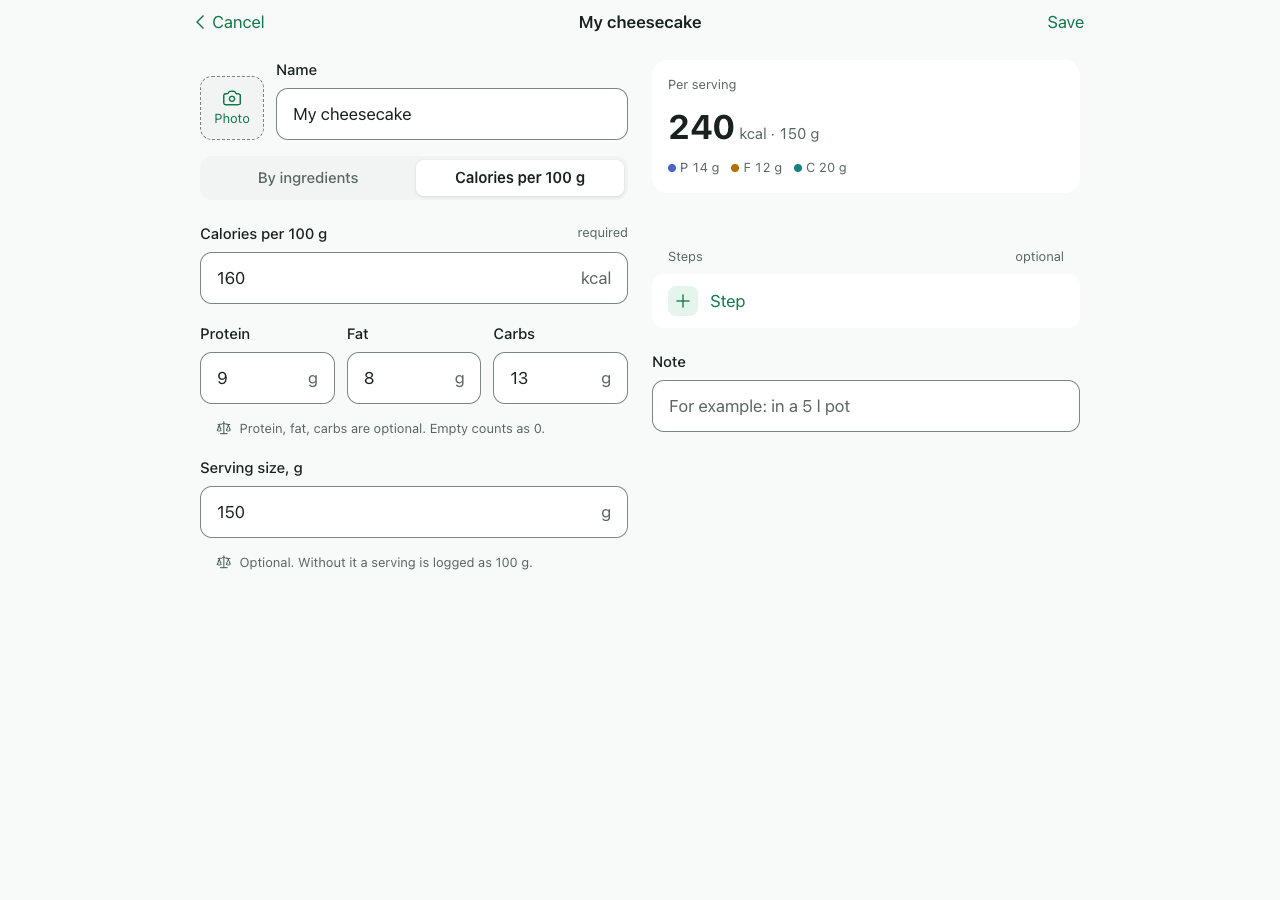 Cancel
My cheesecake
Save
Photo
Name
My cheesecake
By ingredients
Calories per 100 g
Calories per 100 g
required
160
kcal
Protein
Fat
Carbs
9 g
8 g
13 g
Protein, fat, carbs are optional. Empty counts as 0.
Serving size, g
150
g
Optional. Without it a serving is logged as 100 g.
Per serving
240 kcal · 150 g
P 14 g F 12 g C 20 g
Steps
optional
Step
Note
For example: in a 5 l pot